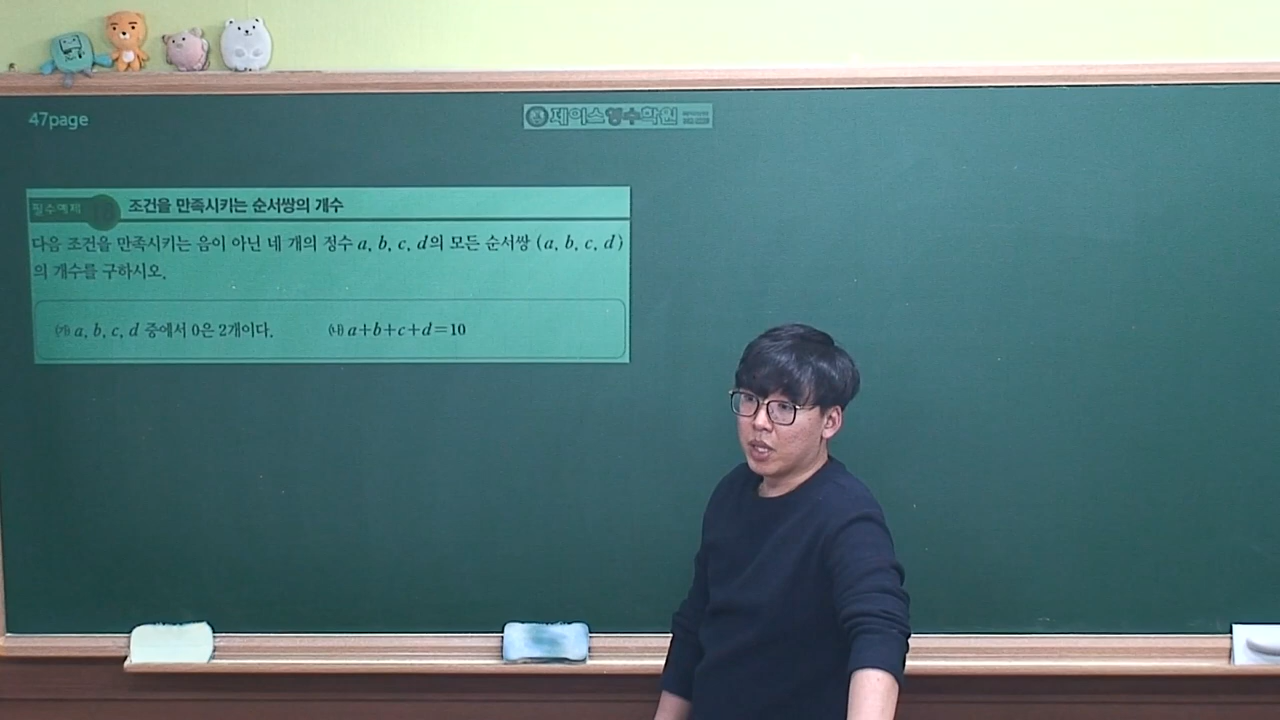 47page
제이스영수학원
필수예제
조건을 만족시키는 순서쌍의 개수
다음 조건을 만족시키는 음이 아닌 네 개의 정수 a, b, c, d의 모든 순서쌍 (a, b, c, d)
의 개수를 구하시오.
㈎ a, b, c, d 중에서 0은 2개이다. ㈏ a+b+c+d=10